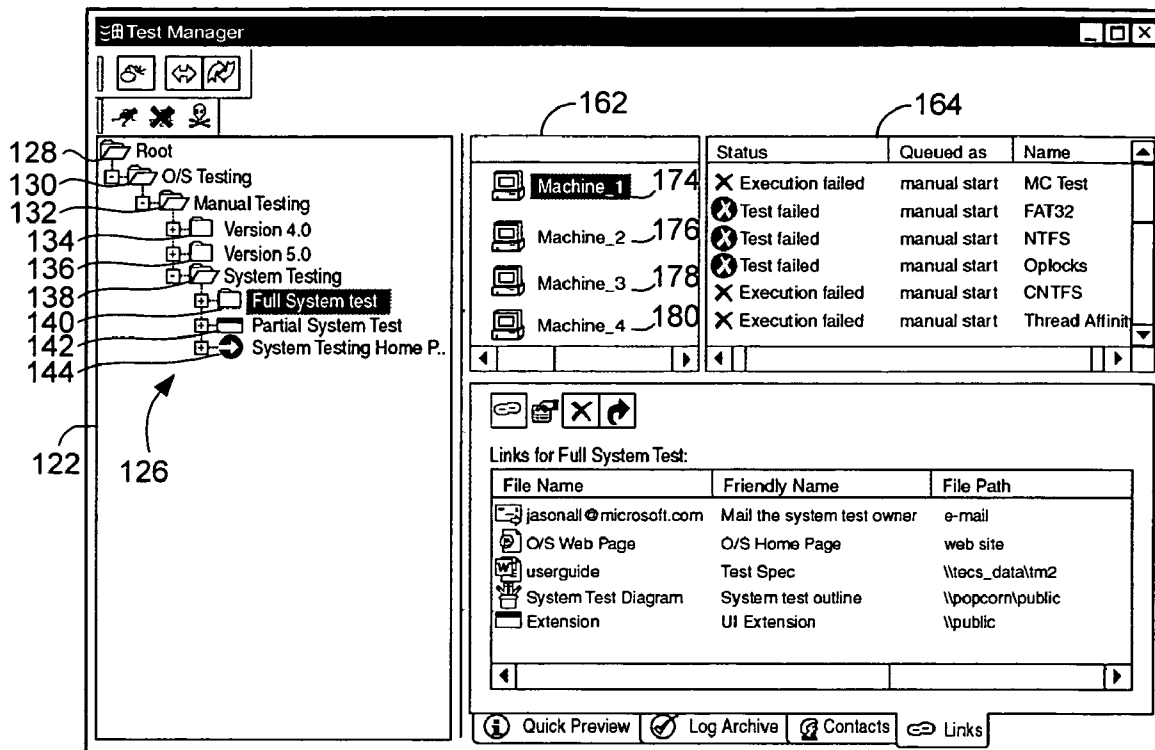 Test Manager
162
164
128
Root
130
O/S Testing
132
Manual Testing
134
Version 4.0
136
Version 5.0
138
System Testing
140
Full System test
142
Partial System Test
144
System Testing Home P..
122
126
Machine_1
174
Machine_2
176
Machine_3
178
Machine_4
180
Status Queued as Name
Execution failed manual start MC Test
Test failed manual start FAT32
Test failed manual start NTFS
Test failed manual start Oplocks
Execution failed manual start CNTFS
Execution failed manual start Thread Affinit
Links for Full System Test:
File Name Friendly Name File Path
jasonall@microsoft.com Mail the system test owner e-mail
O/S Web Page O/S Home Page web site
userguide Test Spec \\tecs_data\tm2
System Test Diagram System test outline \\popcorn\public
Extension UI Extension \\public
Quick Preview Log Archive Contacts Links